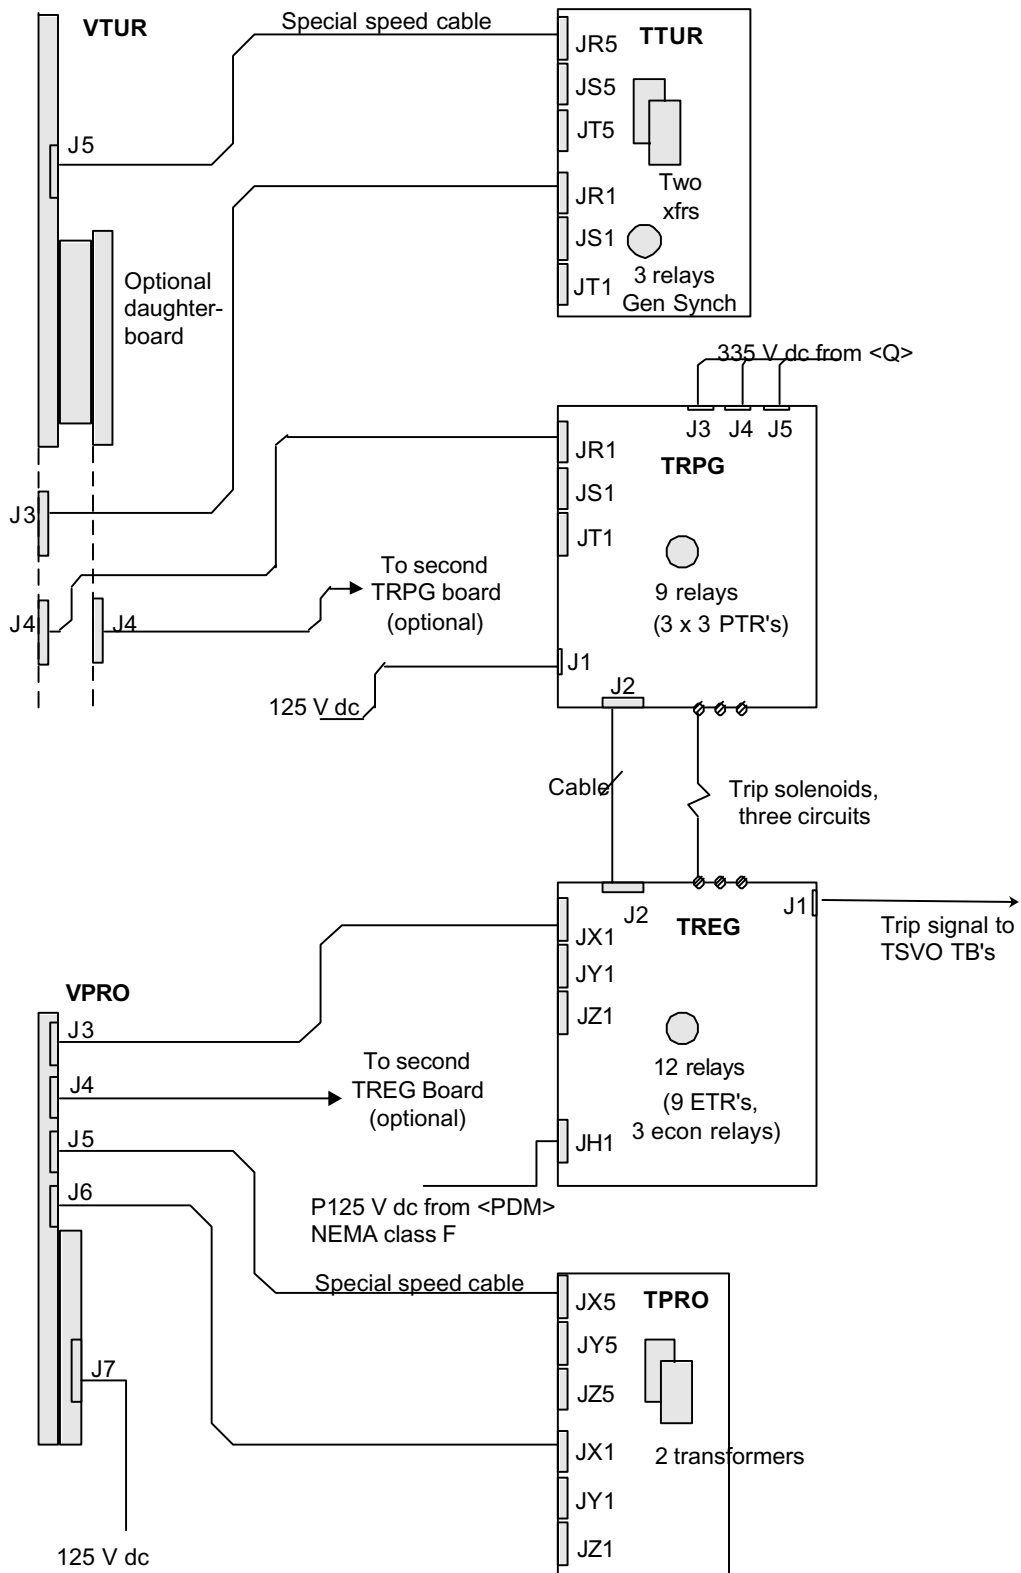 VTUR
Special speed cable
TTUR
JR5
JS5
JT5
J5
Two
xfrs
JR1
JS1
JT1
3 relays
Gen Synch
Optional
daughter-
board
335 V dc from <Q>
J3
J4
J5
TRPG
JR1
JS1
JT1
J3
9 relays
(3 x 3 PTR's)
To second
TRPG board
(optional)
J4
J4
J1
J2
125 V dc
Cable
Trip solenoids,
three circuits
J2
J1
TREG
JX1
JY1
JZ1
Trip signal to
TSVO TB's
VPRO
J3
12 relays
(9 ETR's,
3 econ relays)
To second
TREG Board
(optional)
J4
J5
J6
JH1
P125 V dc from <PDM>
NEMA class F
Special speed cable
TPRO
JX5
JY5
JZ5
J7
2 transformers
JX1
JY1
JZ1
125 V dc